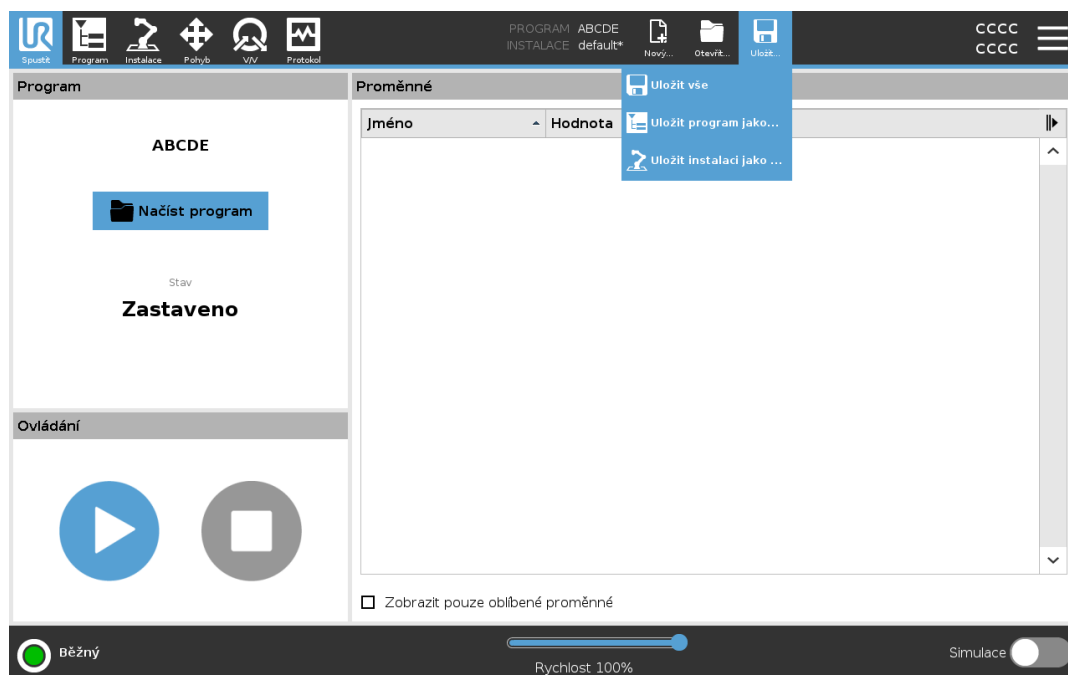 Spustit
Program
Instalace
Pohyb
V/V
Protokol
PROGRAM ABCDE
INSTALACE default*
Nový...
Otevřít...
Uložit...
CCCC
CCCC
Uložit vše
Uložit program jako...
Uložit instalaci jako ...
Program
ABCDE
Načíst program
Stav
Zastaveno
Ovládání
Proměnné
Jméno
Hodnota
Zobrazit pouze oblíbené proměnné
Běžný
Rychlost 100%
Simulace